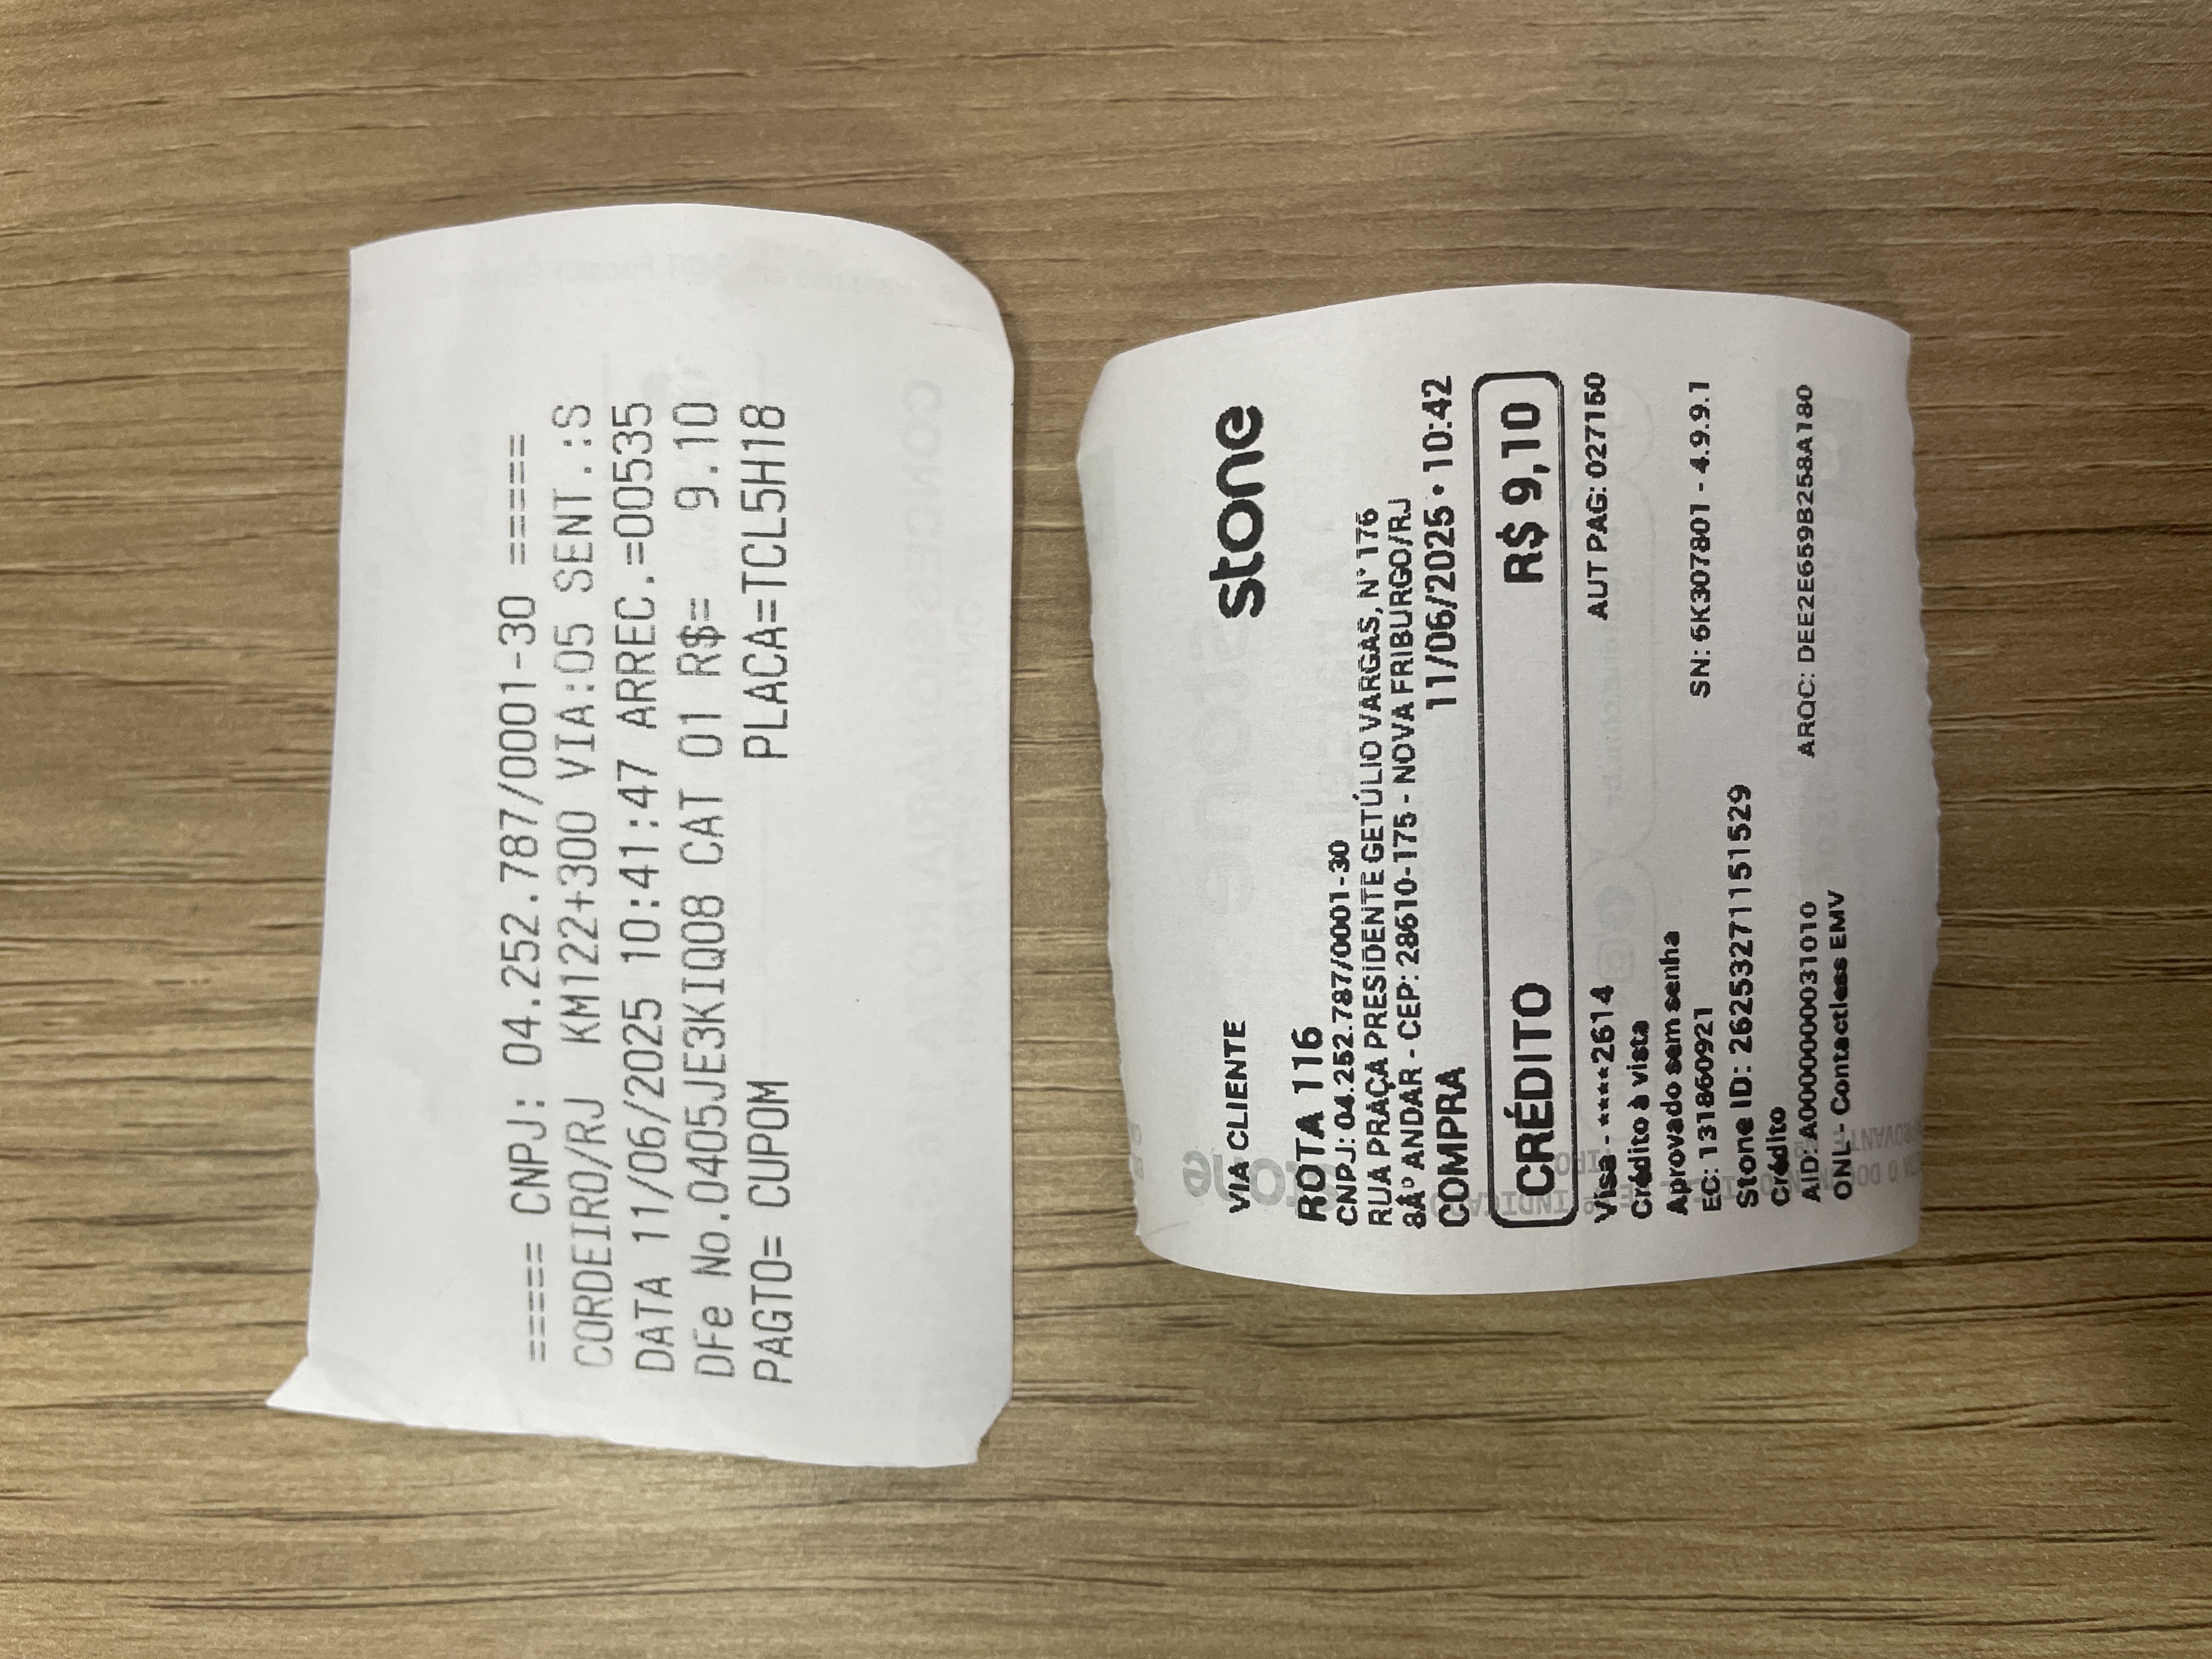 ===== CNPJ: 04.252.787/0001-30 =====
CORDEIRO/RJ KM122+300 VIA:05 SENT.:S
DATA 11/06/2025 10:41:47 ARREC.=00535
DFe No.0405JE3KIQ08 CAT 01 R$= 9.10
PAGTO= CUPOM PLACA=TCL5H18
VIA CLIENTE stone
ROTA 116
CNPJ: 04.252.787/0001-30
RUA PRAÇA PRESIDENTE GETÚLIO VARGAS, N° 176
8Âº ANDAR - CEP: 28610-175 - NOVA FRIBURGO/RJ
COMPRA 11/06/2025 • 10:42
CRÉDITO R$ 9,10
Visa - ****2614 AUT PAG: 027150
Crédito à vista
Aprovado sem senha
EC: 131860921 SN: 6K307801 - 4.9.9.1
Stone ID: 26253271151529
Crédito
AID: A0000000031010 ARQC: DEE2E659B258A180
ONL - Contactless EMV